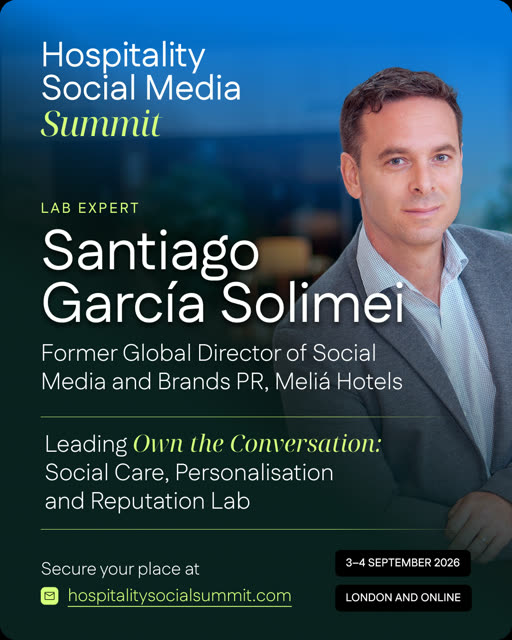 Hospitality
Social Media
Summit
LAB EXPERT
Santiago
García Solimei
Former Global Director of Social
Media and Brands PR, Meliá Hotels
Leading Own the Conversation:
Social Care, Personalisation
and Reputation Lab
Secure your place at
hospitalitysocialsummit.com
3–4 SEPTEMBER 2026
LONDON AND ONLINE